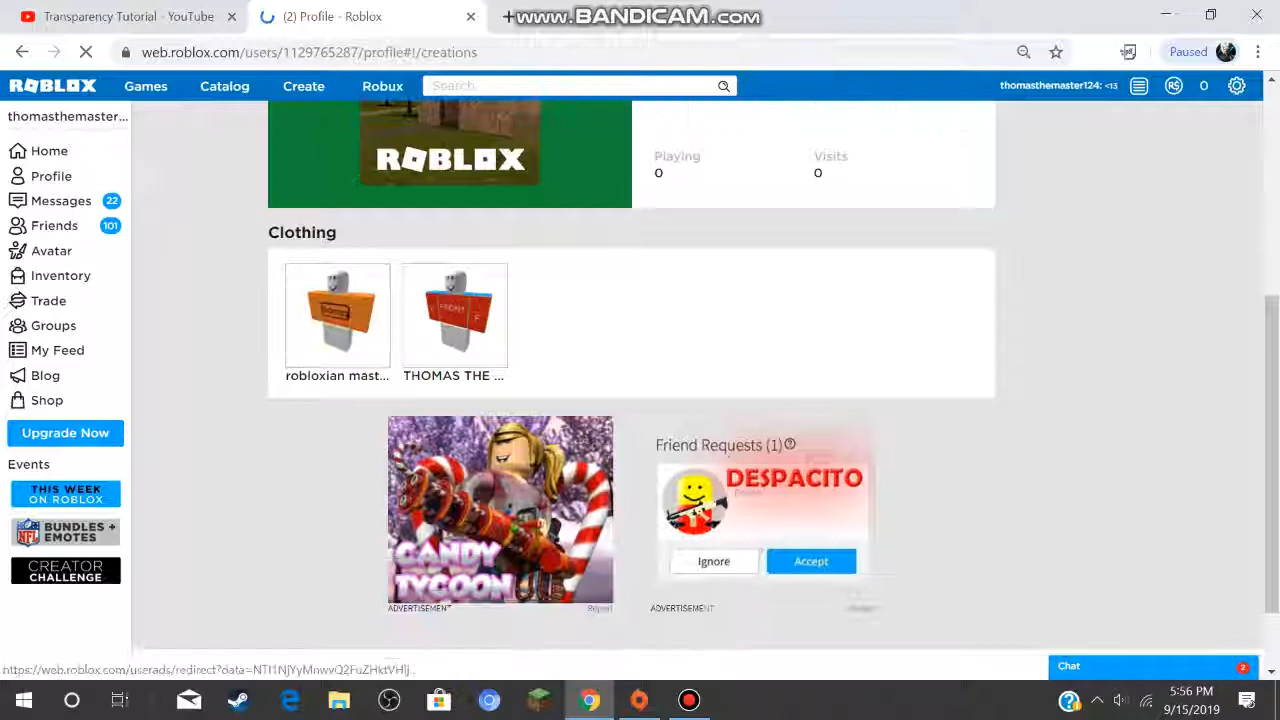 Transparency Tutorial - YouTube
(2) Profile - Roblox
www.BANDICAM.com
web.roblox.com/users/1129765287/profile#!/creations
Paused
ROBLOX
Games
Catalog
Create
Robux
Search
thomasthemaster124: <13
0
thomasthemaster...
Home
Profile
Messages 22
Friends 101
Avatar
Inventory
Trade
Groups
My Feed
Blog
Shop
Upgrade Now
Events
THIS WEEK
ON ROBLOX
NFL BUNDLES +
EMOTES
CREATOR
CHALLENGE
ROBLOX
Playing
0
Visits
0
Clothing
FRONT
robloxian mast...
THOMAS THE ...
CANDY
TYCOON
ADVERTISEMENT
Report
Friend Requests (1)
DESPACITO
Ignore
Accept
ADVERTISEMENT
Chat
2
5:56 PM
9/15/2019